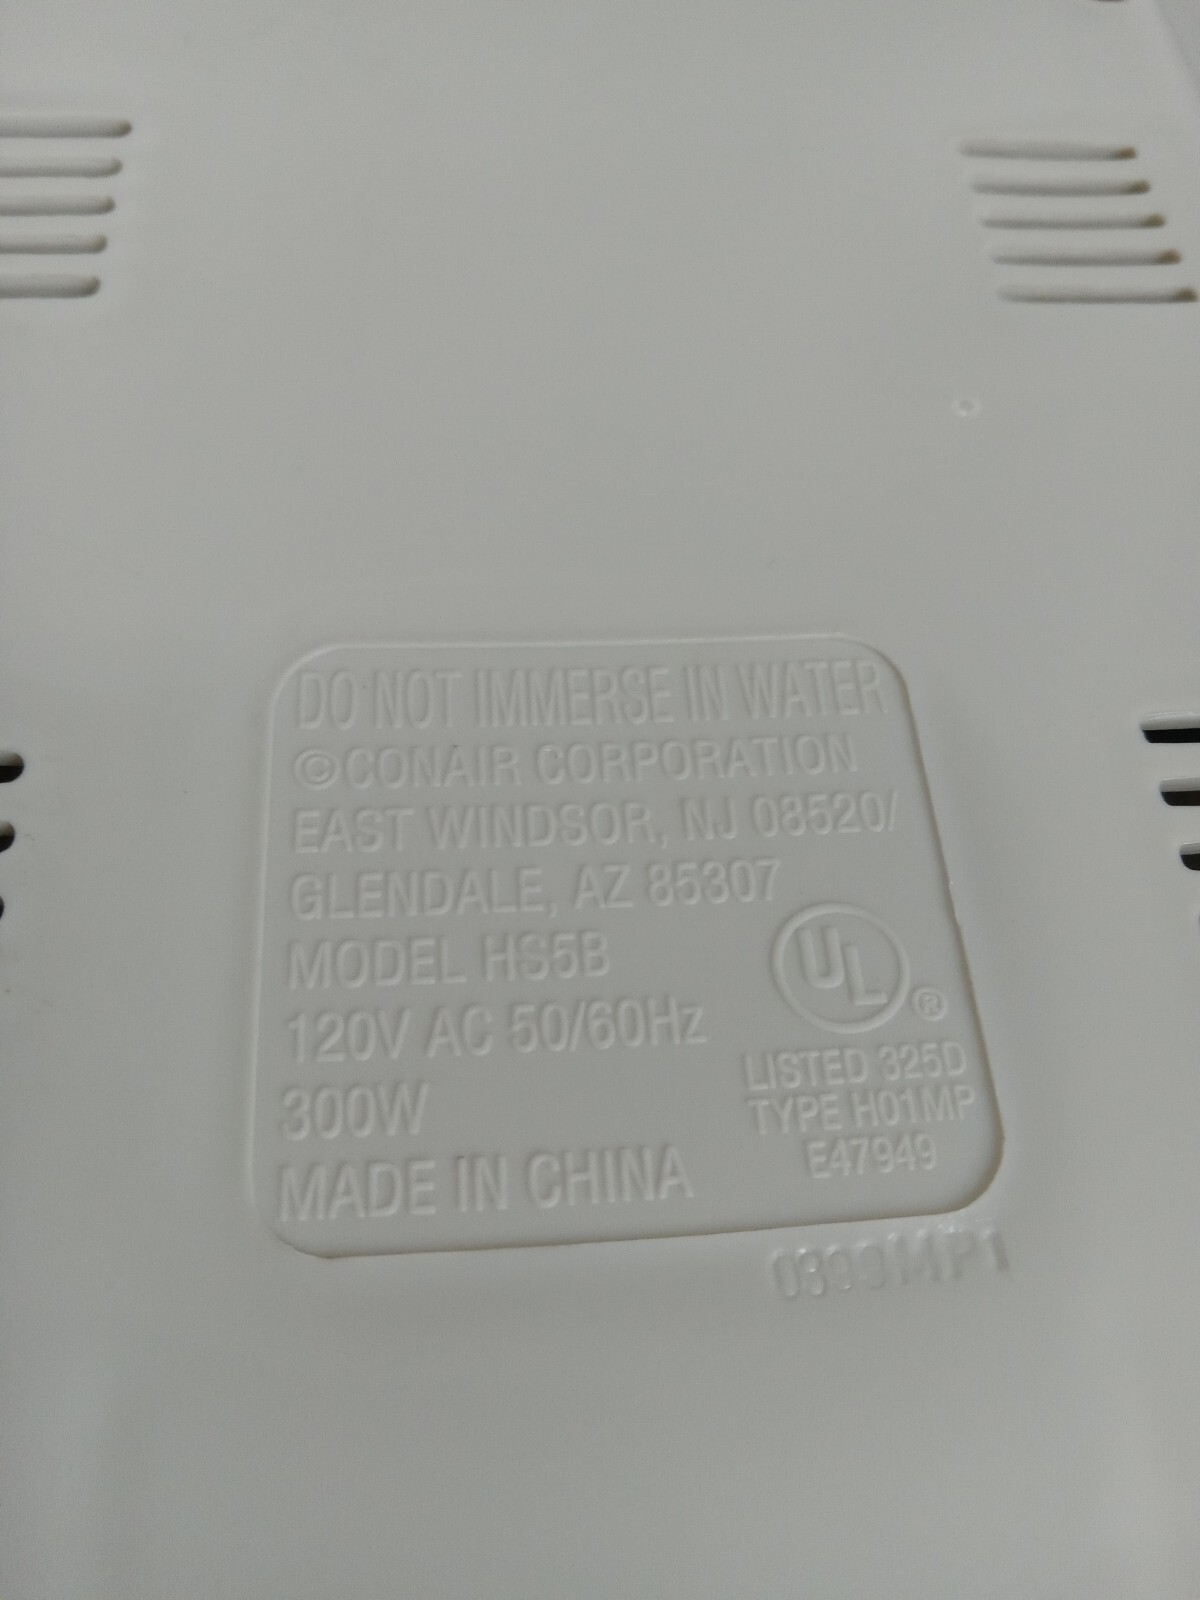 DO NOT IMMERSE IN WATER
©CONAIR CORPORATION
EAST WINDSOR, NJ 08520/
GLENDALE, AZ 85307
MODEL HS5B
120V AC 50/60Hz
300W
MADE IN CHINA
UL®
LISTED 325D
TYPE H01MP
E47949
0399MP1